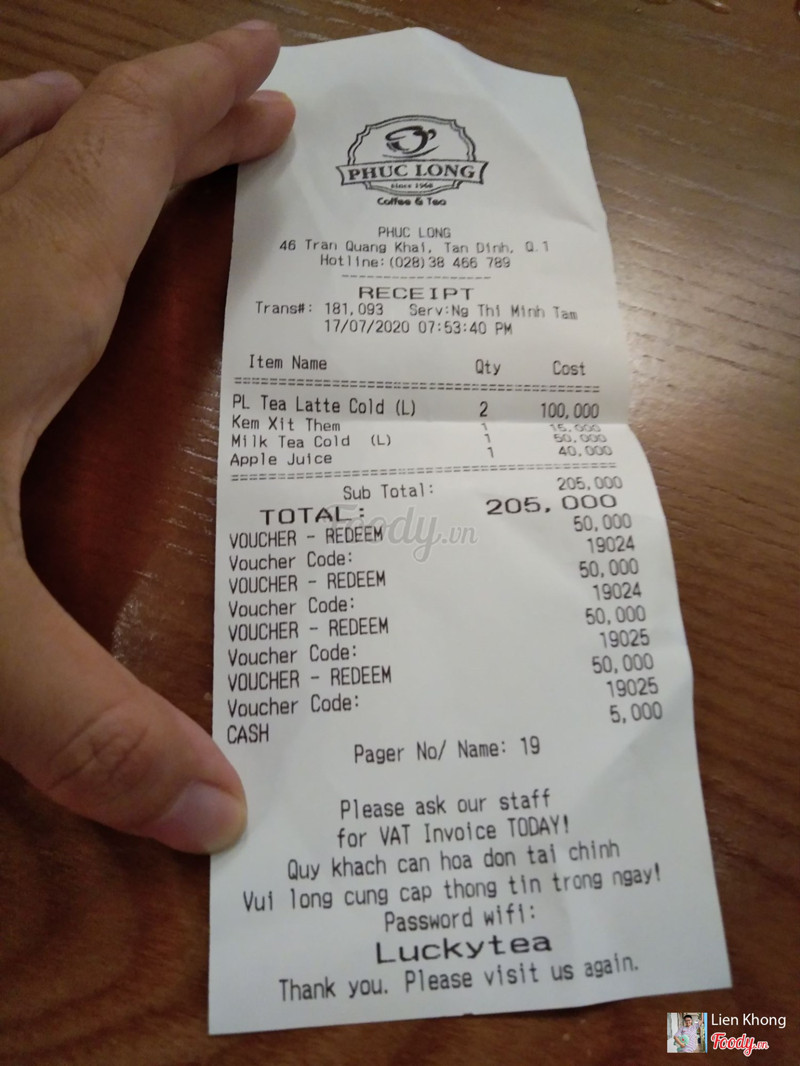 PHUC LONG
since 1968
Coffee & Tea
PHUC LONG
46 Tran Quang Khai, Tan Dinh, Q.1
Hotline:(028)38 466 789
RECEIPT
Trans#: 181,093 Serv:Ng Thi Minh Tam
17/07/2020 07:53:40 PM
Item Name Qty Cost
PL Tea Latte Cold (L) 2 100,000
Kem Xit Them 1 15,000
Milk Tea Cold (L) 1 50,000
Apple Juice 1 40,000
Sub Total: 205,000
TOTAL: 205,000
VOUCHER - REDEEM 50,000
Voucher Code: 19024
VOUCHER - REDEEM 50,000
Voucher Code: 19024
VOUCHER - REDEEM 50,000
Voucher Code: 19025
VOUCHER - REDEEM 50,000
Voucher Code: 19025
CASH 5,000
Pager No/ Name: 19
Please ask our staff
for VAT Invoice TODAY!
Quy khach can hoa don tai chinh
Vui long cung cap thong tin trong ngay!
Password wifi:
Luckytea
Thank you. Please visit us again.
Foody.vn
Lien Khong
Foody.vn